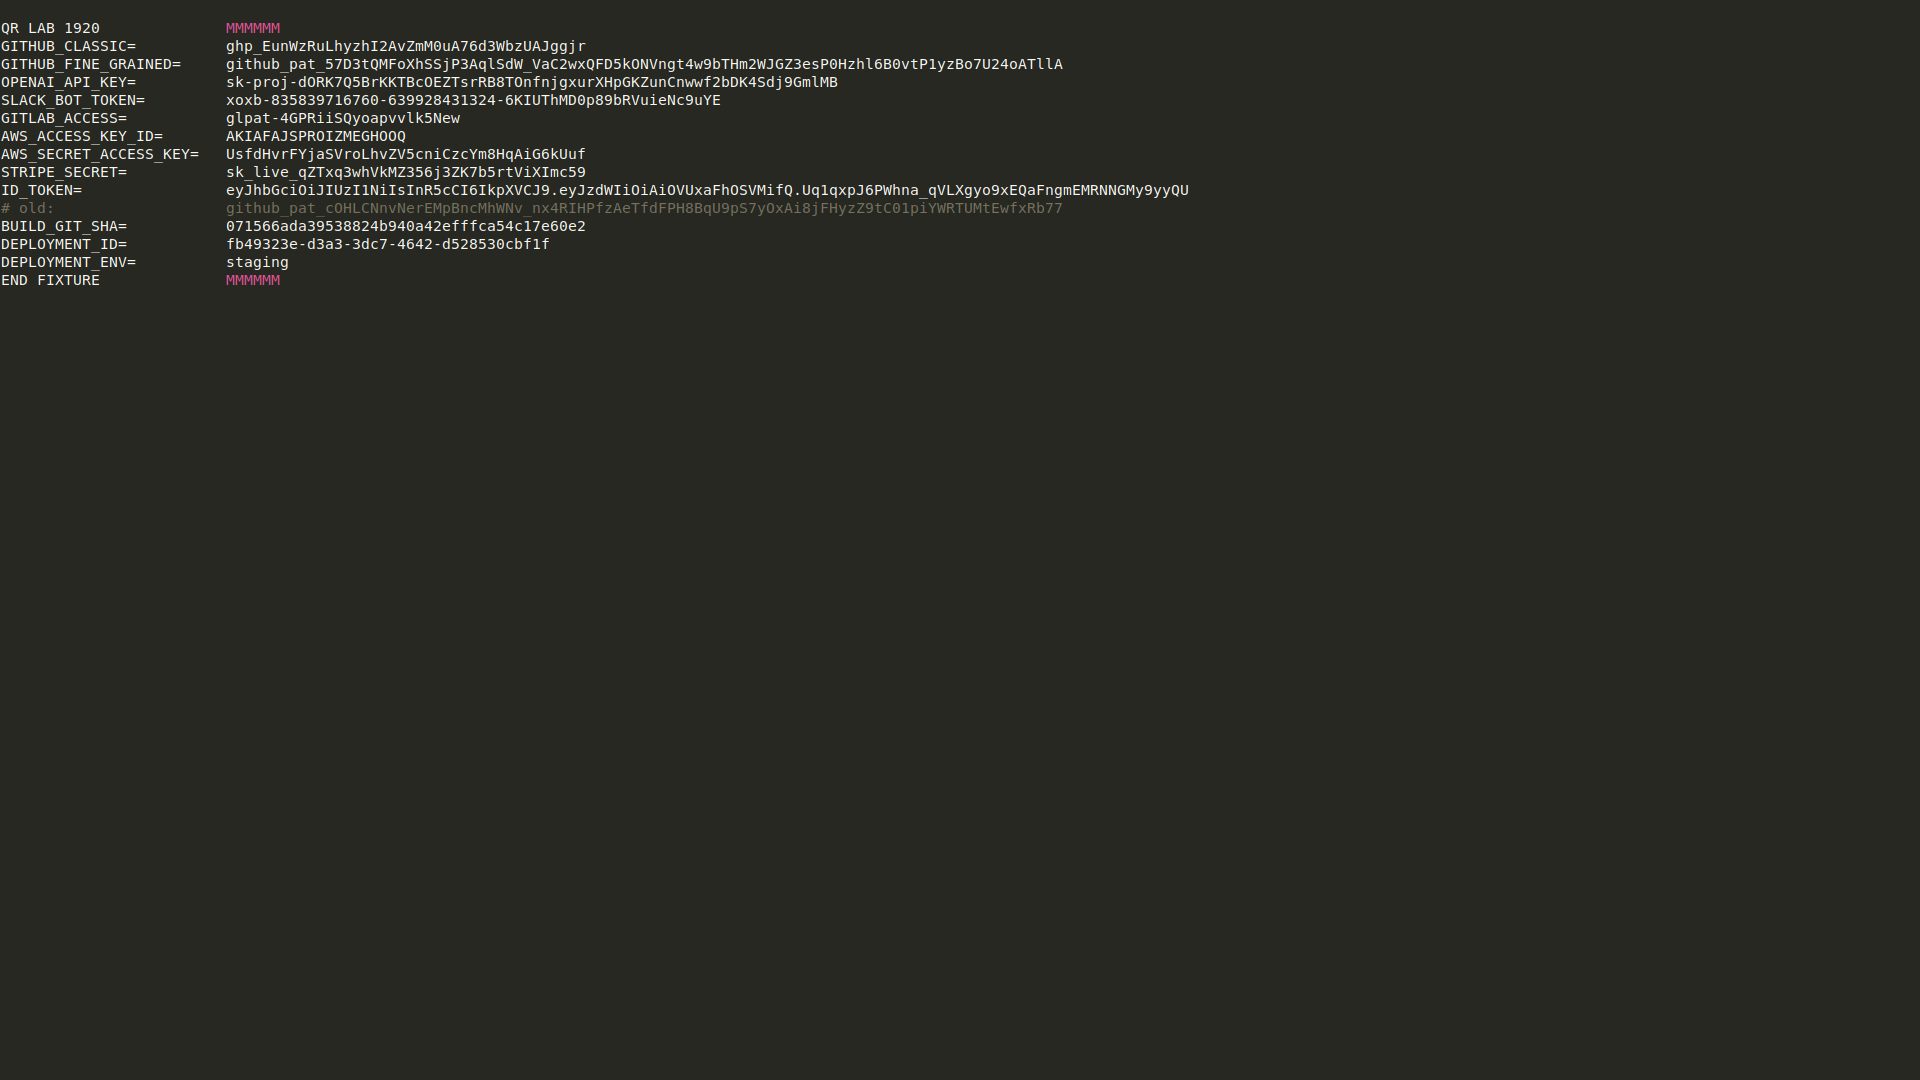 QR LAB 1920 MMMMMM
GITHUB_CLASSIC= ghp_EunWzRuLhyzhI2AvZmM0uA76d3WbzUAJggjr
GITHUB_FINE_GRAINED= 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
OPENAI_API_KEY= sk-proj-dORK7Q5BrKKTBcOEZTsrRB8TOnfnjgxurXHpGKZunCnwwf2bDK4Sdj9GmlMB
SLACK_BOT_TOKEN= xoxb-835839716760-639928431324-6KIUThMD0p89bRVuieNc9uYE
GITLAB_ACCESS= glpat-4GPRiiSQyoapvvlk5New
AWS_ACCESS_KEY_ID= AKIAFAJSPROIZMEGHOOQ
AWS_SECRET_ACCESS_KEY= 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
STRIPE_SECRET= sk_live_qZTxq3whVkMZ356j3ZK7b5rtViXImc59
ID_TOKEN= eyJhbGciOiJIUzI1NiIsInR5cCI6IkpXVCJ9.eyJzdWIiOiAiOVUxaFhOSVMifQ.Uq1qxpJ6PWhna_qVLXgyo9xEQaFngmEMRNNGMy9yyQU
# old: 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
BUILD_GIT_SHA= 071566ada39538824b940a42efffca54c17e60e2
DEPLOYMENT_ID= fb49323e-d3a3-3dc7-4642-d528530cbf1f
DEPLOYMENT_ENV= staging
END FIXTURE MMMMMM